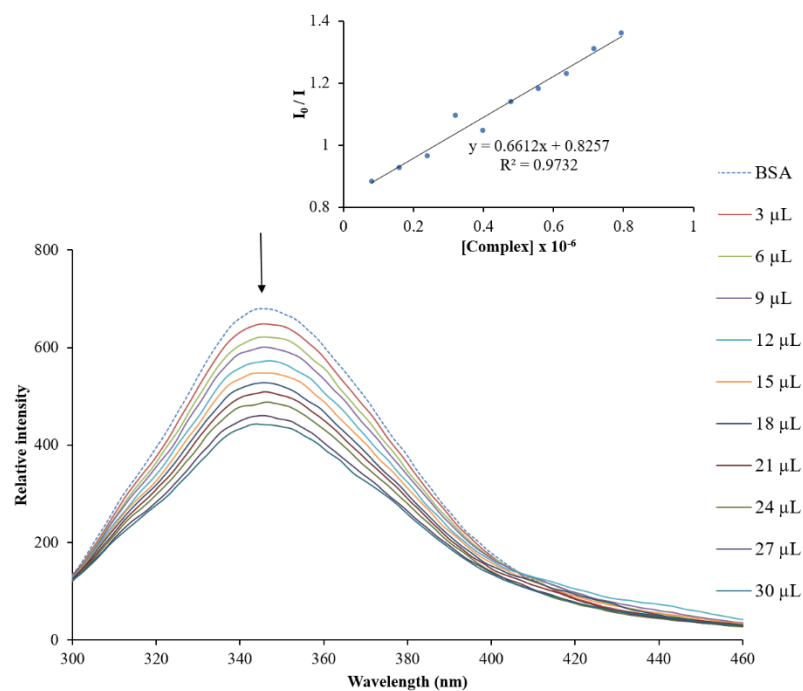 1.4
1.2
1
0.8
I₀ / I
y = 0.6612x + 0.8257
R² = 0.9732
0 0.2 0.4 0.6 0.8 1
[Complex] x 10⁻⁶
BSA
3 µL
6 µL
9 µL
12 µL
15 µL
18 µL
21 µL
24 µL
27 µL
30 µL
800
600
400
200
0
Relative intensity
300 320 340 360 380 400 420 440 460
Wavelength (nm)